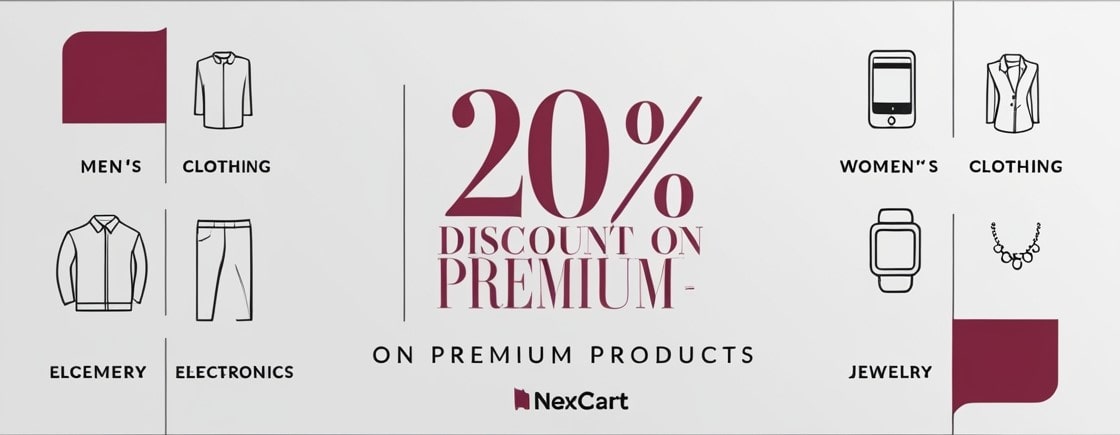 MEN'S CLOTHING
ELCEMERY ELECTRONICS
20%
DISCOUNT ON
PREMIUM-
ON PREMIUM PRODUCTS
NexCart
WOMEN"S CLOTHING
JEWELRY